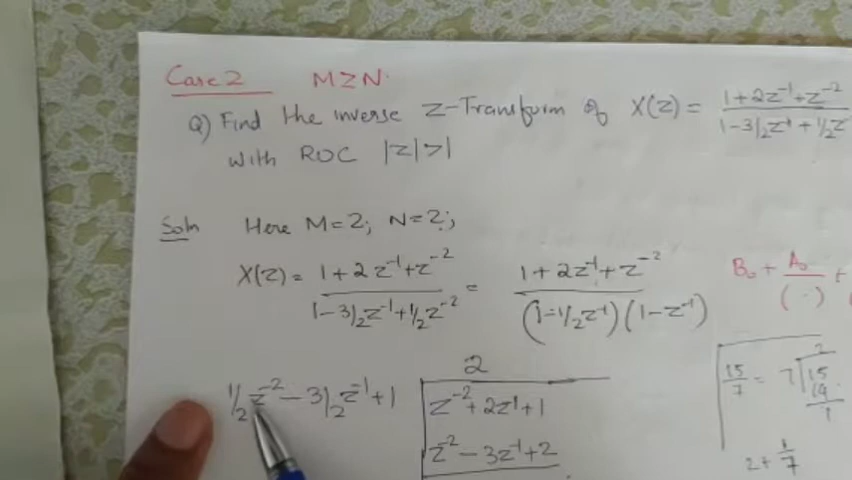 Case 2 M≥N.
Q) Find the inverse Z-Transform of X(z) = (1+2z⁻¹+z⁻²)/(1-3/2z⁻¹+1/2z
with ROC |z|>1
Soln Here M=2; N=2;
X(z) = (1+2z⁻¹+z⁻²)/(1-3/2z⁻¹+1/2z⁻²) = (1+2z⁻¹+z⁻²)/((1-1/2z⁻¹)(1-z⁻¹))
B₀ + A₀/( . ) +
2
1/2z⁻² - 3/2z⁻¹+1 z⁻²+2z⁻¹+1
z⁻²-3z⁻¹+2
2
15/7 = 7 15
14
1
2+1/7